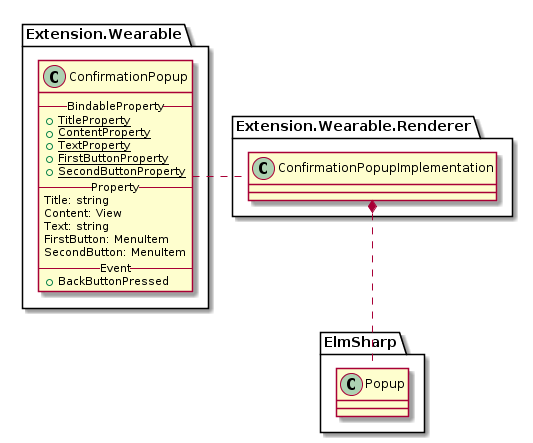 Extension.Wearable
C ConfirmationPopup
BindableProperty
TitleProperty
ContentProperty
TextProperty
FirstButtonProperty
SecondButtonProperty
Property
Title: string
Content: View
Text: string
FirstButton: MenuItem
SecondButton: MenuItem
Event
BackButtonPressed
Extension.Wearable.Renderer
C ConfirmationPopupImplementation
ElmSharp
C Popup